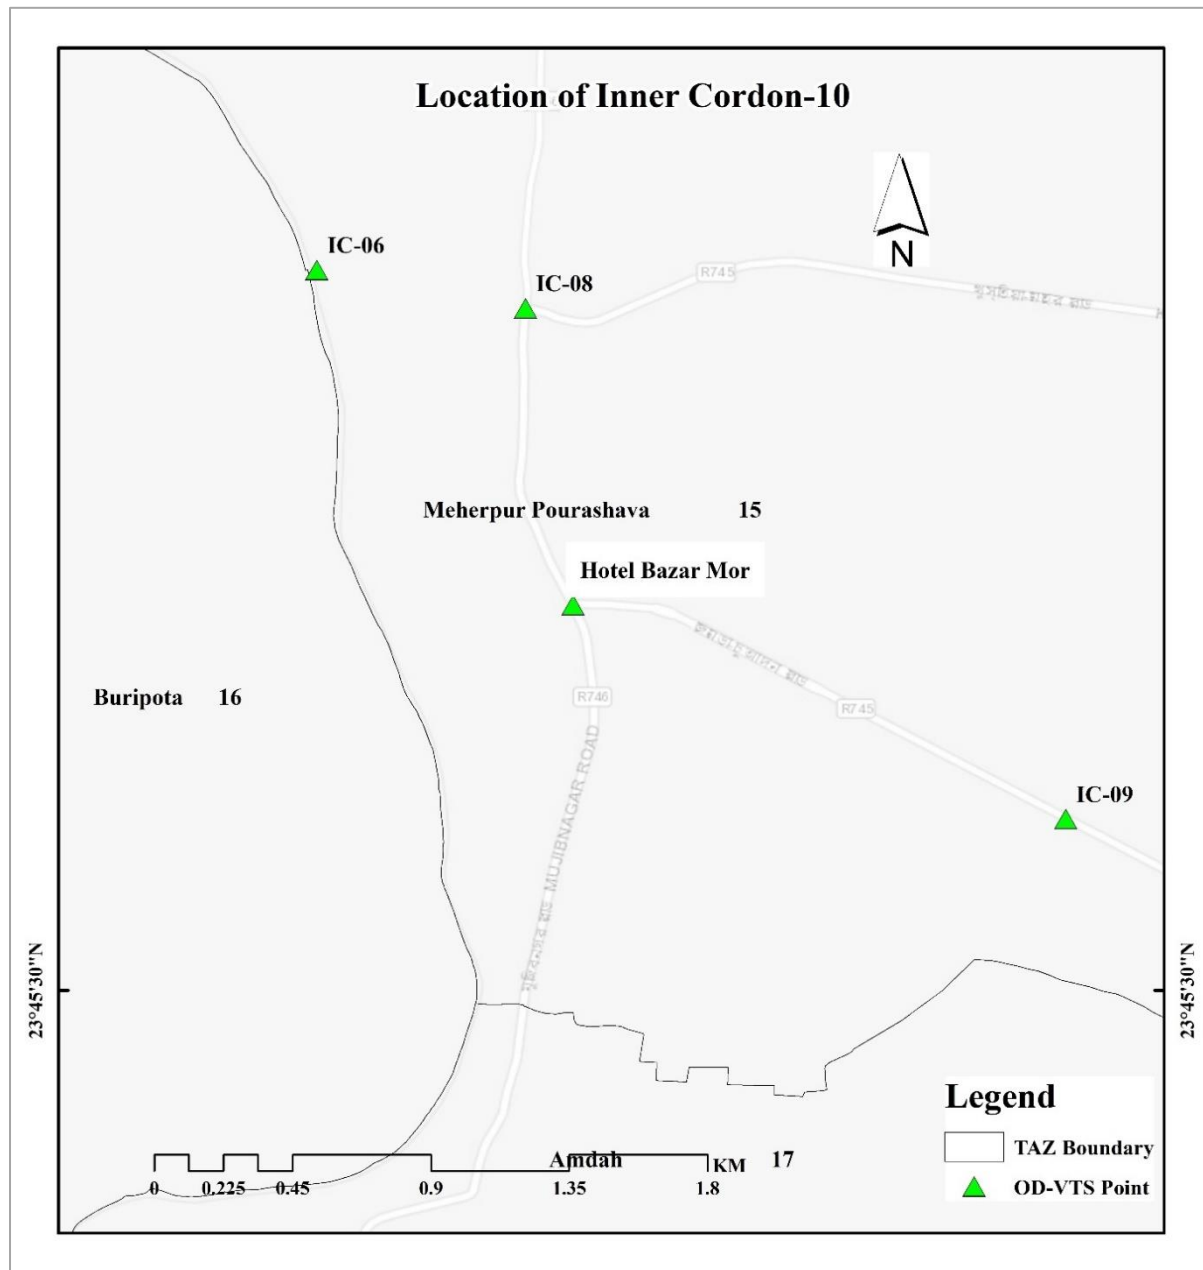 Location of Inner Cordon-10
N
IC-06
IC-08
R745
Meherpur Pourashava 15
Hotel Bazar Mor
R746
R745
Buripota 16
MUJIBNAGAR ROAD
IC-09
23°45'30"N
23°45'30"N
Legend
TAZ Boundary
OD-VTS Point
Amdah 17
KM
0 0.225 0.45 0.9 1.35 1.8